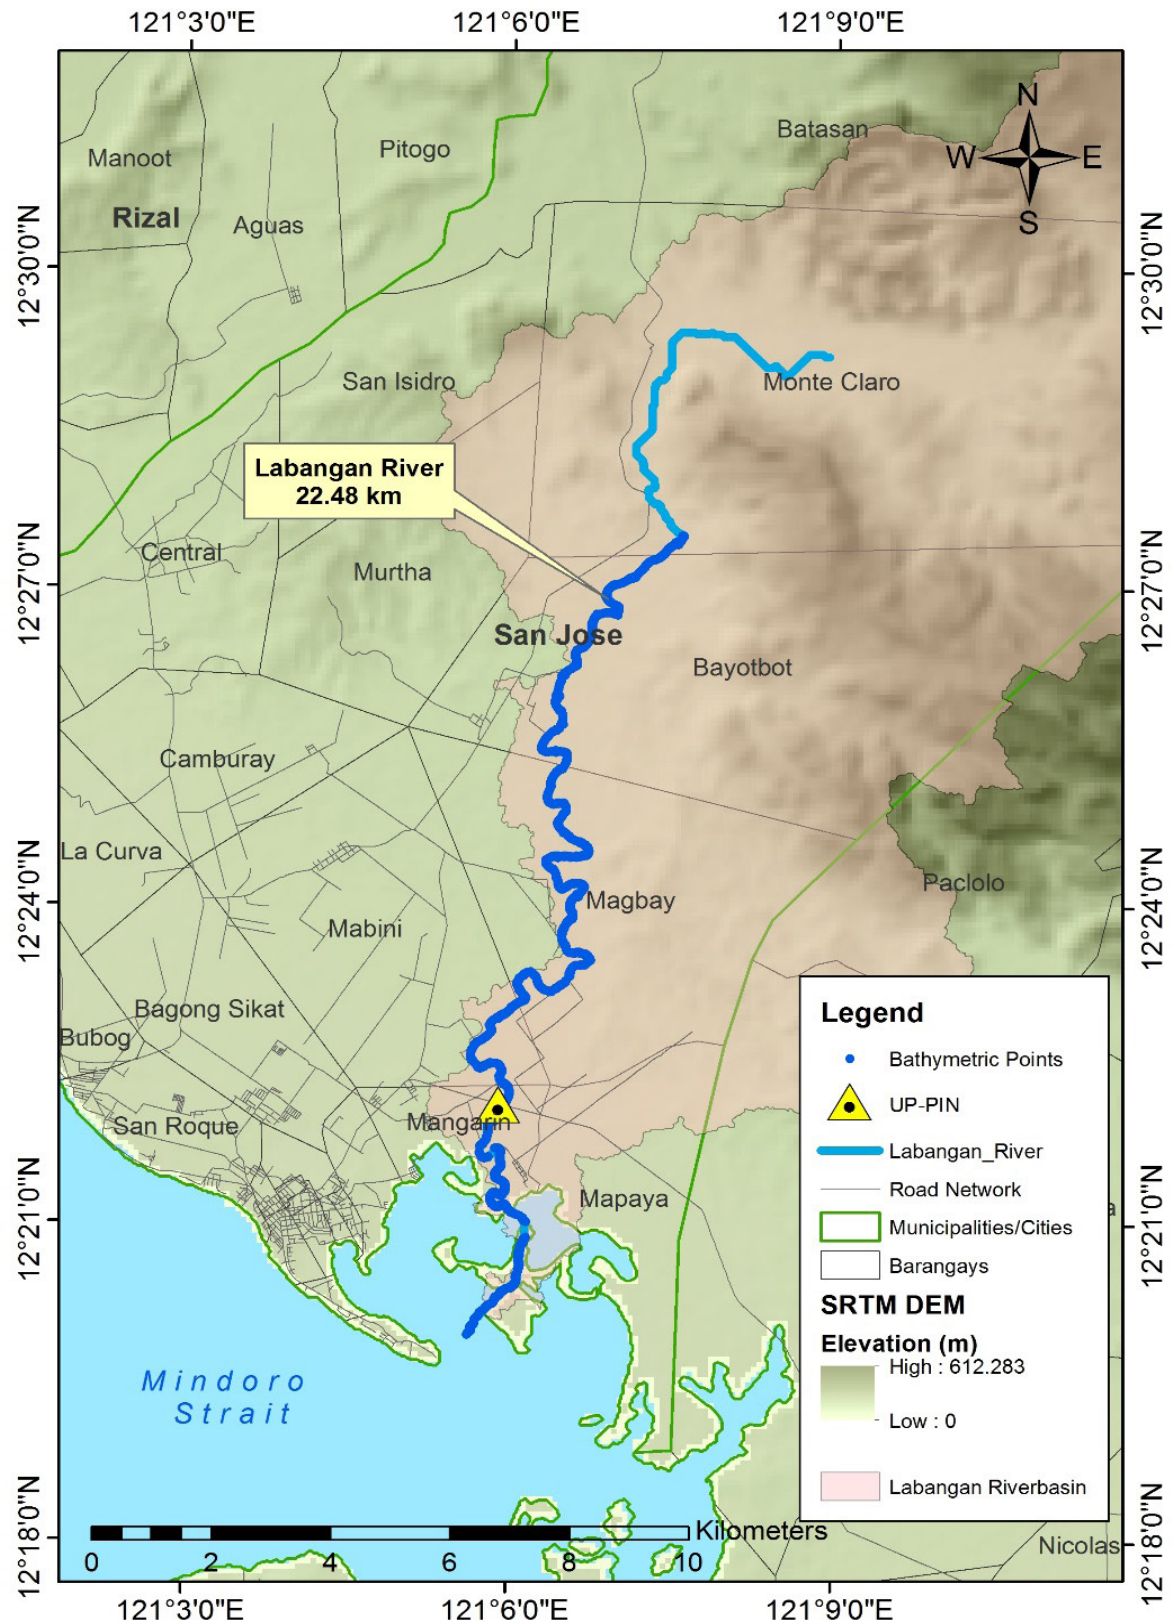 121°3'0"E
121°6'0"E
121°9'0"E
N
W
E
S
Batasan
Pitogo
Manoot
Rizal
Aguas
12°30'0"N
12°30'0"N
San Isidro
Monte Claro
Labangan River
22.48 km
Central
Murtha
12°27'0"N
12°27'0"N
San Jose
Bayotbot
Camburay
La Curva
Paclolo
12°24'0"N
12°24'0"N
Magbay
Mabini
Bagong Sikat
Bubog
San Roque
Mangarin
Mapaya
12°21'0"N
12°21'0"N
Legend
Bathymetric Points
UP-PIN
Labangan_River
Road Network
Municipalities/Cities
Barangays
SRTM DEM
Elevation (m)
High : 612.283
Low : 0
Labangan Riverbasin
Mindoro
Strait
Kilometers
0
2
4
6
8
10
Nicolas
12°18'0"N
12°18'0"N
121°3'0"E
121°6'0"E
121°9'0"E